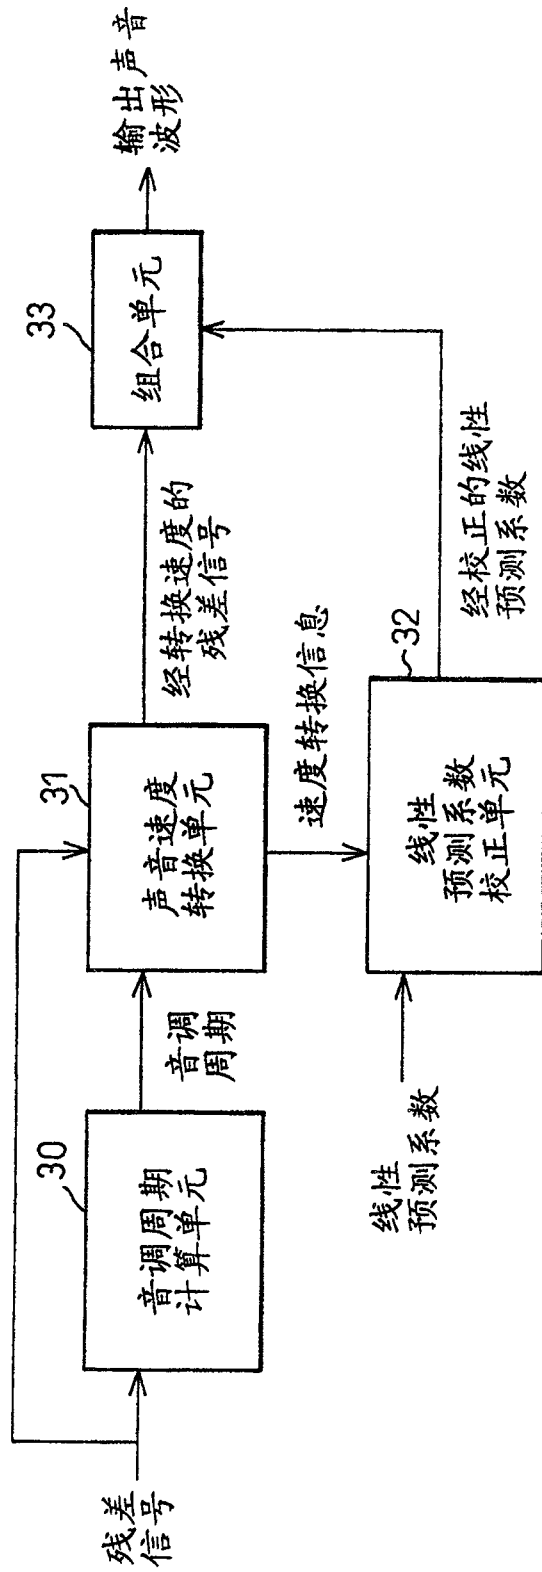 残差
信号
30
音调周期
计算单元
音调
周期
31
声音速度
转换单元
经转换速度的
残差信号
33
组合单元
输出声音
波形
速度转换信息
线性
预测系数
32
线性
预测系数
校正单元
经校正的线性
预测系数